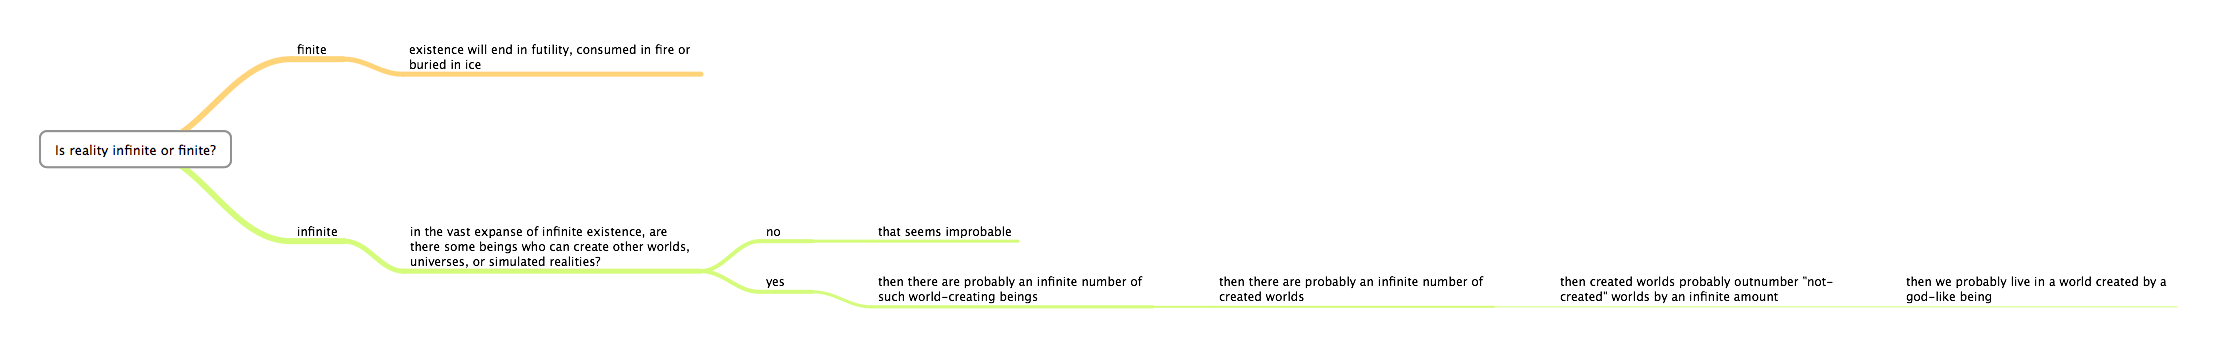 finite
existence will end in futility, consumed in fire or
buried in ice
Is reality infinite or finite?
infinite
in the vast expanse of infinite existence, are
there some beings who can create other worlds,
universes, or simulated realities?
no
that seems improbable
yes
then there are probably an infinite number of
such world-creating beings
then there are probably an infinite number of
created worlds
then created worlds probably outnumber "not-
created" worlds by an infinite amount
then we probably live in a world created by a
god-like being